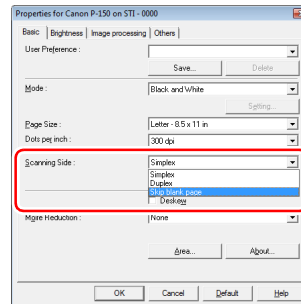 Properties for Canon P-150 on STI - 0000
Basic Brightness Image processing Others
User Preference :
Save... Delete
Mode : Black and White
Setting...
Page Size : Letter - 8.5 x 11 in
Dots per inch : 300 dpi
Scanning Side : Simplex
Simplex
Duplex
Skip blank page
Deskew
More Reduction : None
Area... About...
OK Cancel Default Help